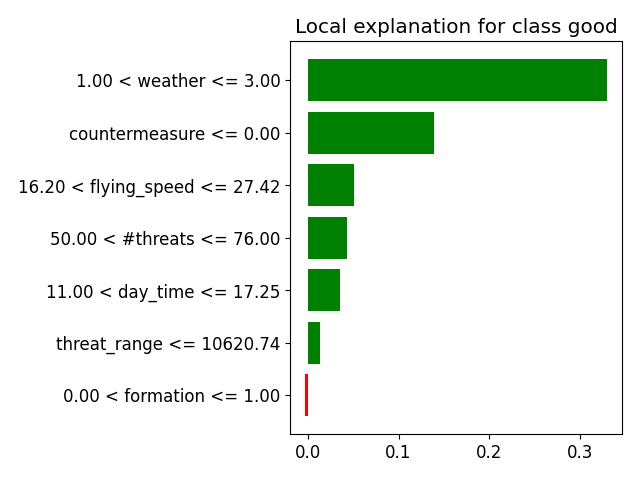 Local explanation for class good
1.00 < weather <= 3.00
countermeasure <= 0.00
16.20 < flying_speed <= 27.42
50.00 < #threats <= 76.00
11.00 < day_time <= 17.25
threat_range <= 10620.74
0.00 < formation <= 1.00
0.0 0.1 0.2 0.3